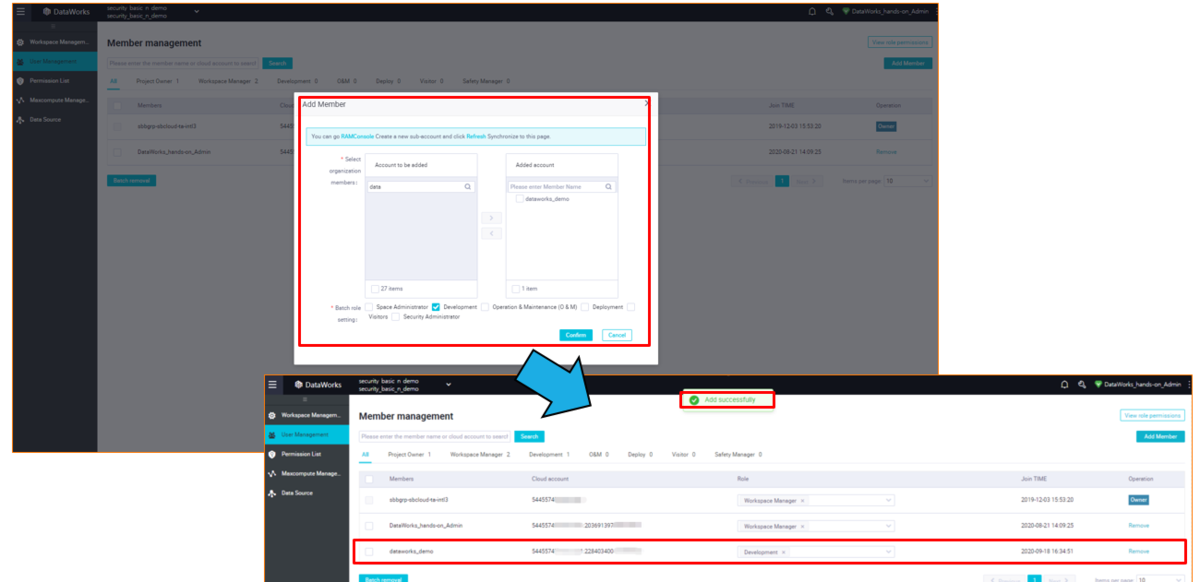 DataWorks
security_basic_n_demo
security_basic_n_demo
DataWorks_hands-on_Admin
Workspace Managem..
User Management
Permission List
Maxcompute Manage..
Data Source
Member management
View role permissions
Please enter the member name or cloud account to search
Search
Add Member
All Project Owner 1 Workspace Manager 2 Development 0 O&M 0 Deploy 0 Visitor 0 Safety Manager 0
Members Cloud Join TIME Operation
sbbgrp-sbcloud-ta-intl3 5445 2019-12-03 15:53:20 Owner
DataWorks_hands-on_Admin 5445 2020-08-21 14:09:25 Remove
Batch removal
Previous 1 Next Items per page: 10
Add Member
You can go RAMConsole Create a new sub-account and click Refresh Synchronize to this page.
* Select organization members:
Account to be added
Added account
data
Please enter Member Name
dataworks_demo
27 items
1 item
* Batch role setting:
Space Administrator Development Operation & Maintenance (O & M) Deployment
Visitors Security Administrator
Confirm Cancel
DataWorks
security_basic_n_demo
security_basic_n_demo
DataWorks_hands-on_Admin
Add successfully
Workspace Managem..
User Management
Permission List
Maxcompute Manage..
Data Source
Member management
View role permissions
Please enter the member name or cloud account to search
Search
Add Member
All Project Owner 1 Workspace Manager 2 Development 1 O&M 0 Deploy 0 Visitor 0 Safety Manager 0
Members Cloud account Role Join TIME Operation
sbbgrp-sbcloud-ta-intl3 5445574 Workspace Manager × 2019-12-03 15:53:20 Owner
DataWorks_hands-on_Admin 5445574 203691397 Workspace Manager × 2020-08-21 14:09:25 Remove
dataworks_demo 5445574 228403400 Development × 2020-09-18 16:34:51 Remove
Batch removal
Previous 1 Next Items per page: 10